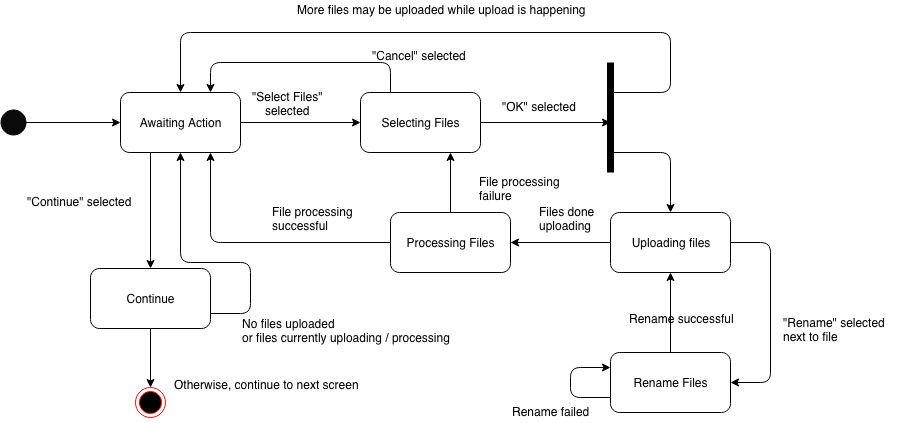 More files may be uploaded while upload is happening
"Cancel" selected
"Select Files"
selected
"OK" selected
Awaiting Action
Selecting Files
"Continue" selected
File processing
failure
File processing
successful
Files done
uploading
Processing Files
Uploading files
Continue
No files uploaded
or files currently uploading / processing
Rename successful
"Rename" selected
next to file
Otherwise, continue to next screen
Rename Files
Rename failed